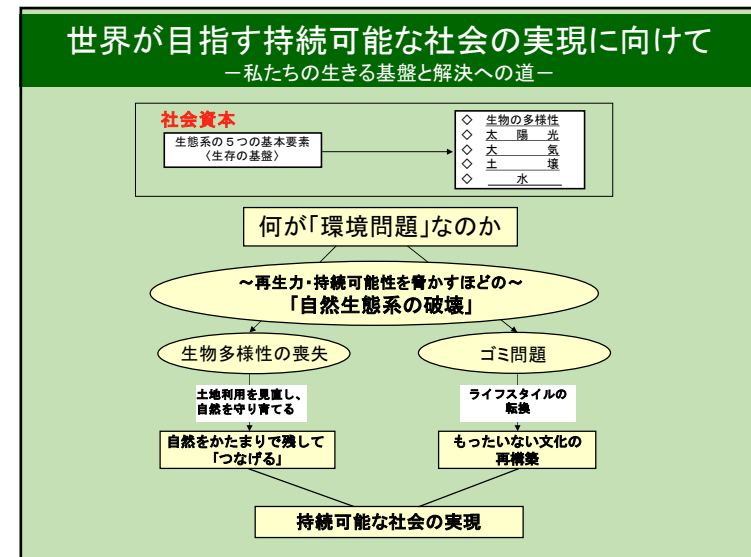 世界が目指す持続可能な社会の実現に向けて
－私たちの生きる基盤と解決への道－
社会資本
生態系の５つの基本要素
〈生存の基盤〉
◇ 生物の多様性
◇ 太陽光
◇ 大気
◇ 土壌
◇ 水
何が「環境問題」なのか
～再生力・持続可能性を脅かすほどの～
「自然生態系の破壊」
生物多様性の喪失
ゴミ問題
土地利用を見直し、
自然を守り育てる
ライフスタイルの
転換
自然をかたまりで残して
「つなげる」
もったいない文化の
再構築
持続可能な社会の実現